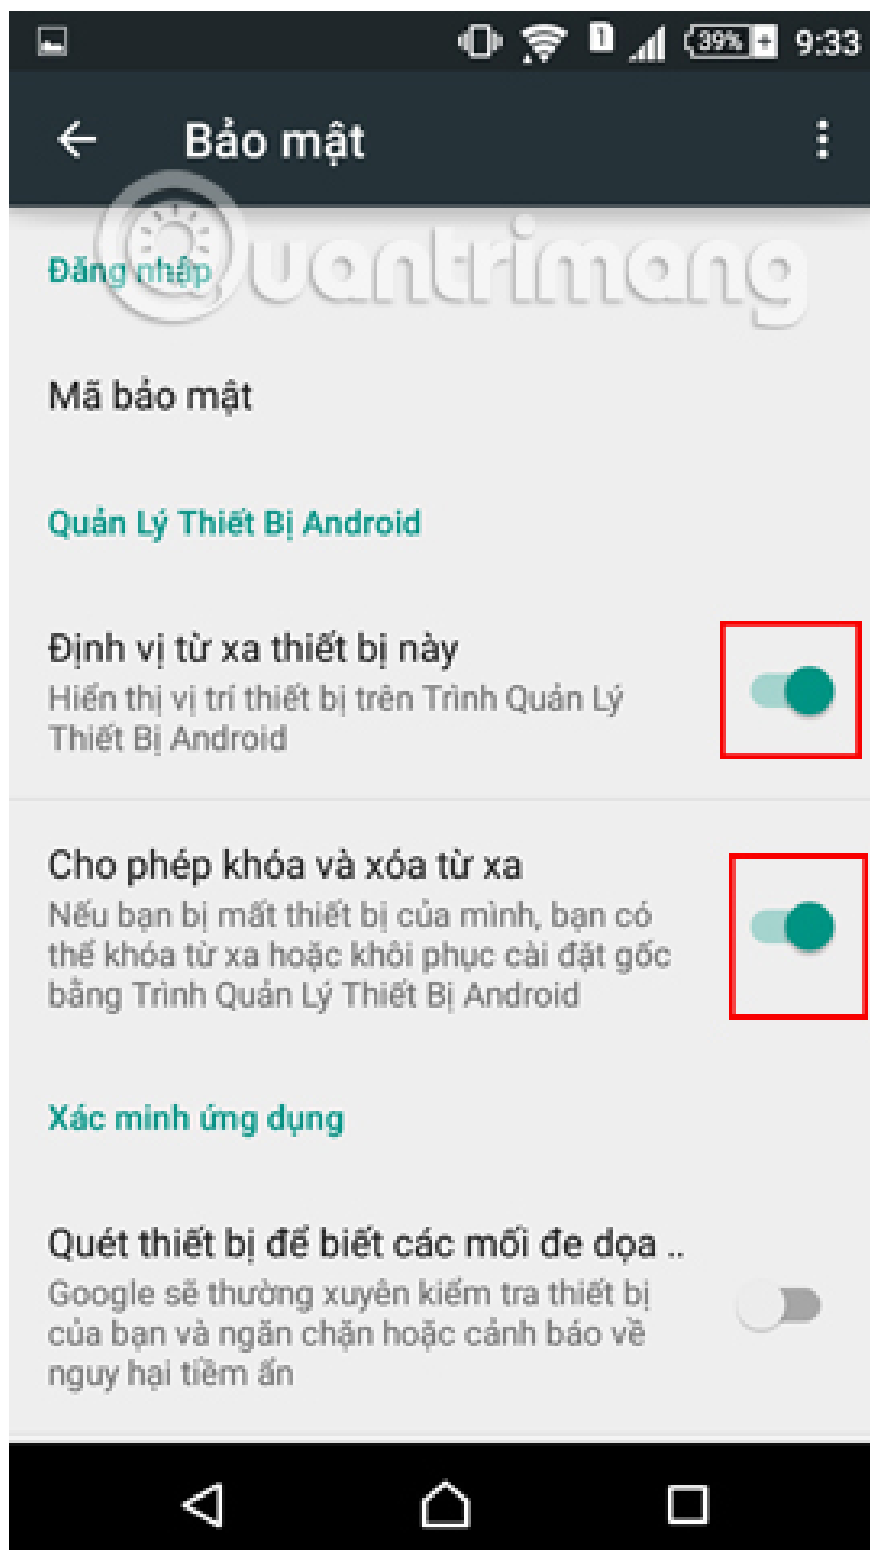 1 39% 9:33
Bảo mật
Quantrimang
Đăng nhập
Mã bảo mật
Quản Lý Thiết Bị Android
Định vị từ xa thiết bị này
Hiển thị vị trí thiết bị trên Trình Quản Lý
Thiết Bị Android
Cho phép khóa và xóa từ xa
Nếu bạn bị mất thiết bị của mình, bạn có
thể khóa từ xa hoặc khôi phục cài đặt gốc
bằng Trình Quản Lý Thiết Bị Android
Xác minh ứng dụng
Quét thiết bị để biết các mối đe dọa ..
Google sẽ thường xuyên kiểm tra thiết bị
của bạn và ngăn chặn hoặc cảnh báo về
nguy hại tiềm ẩn